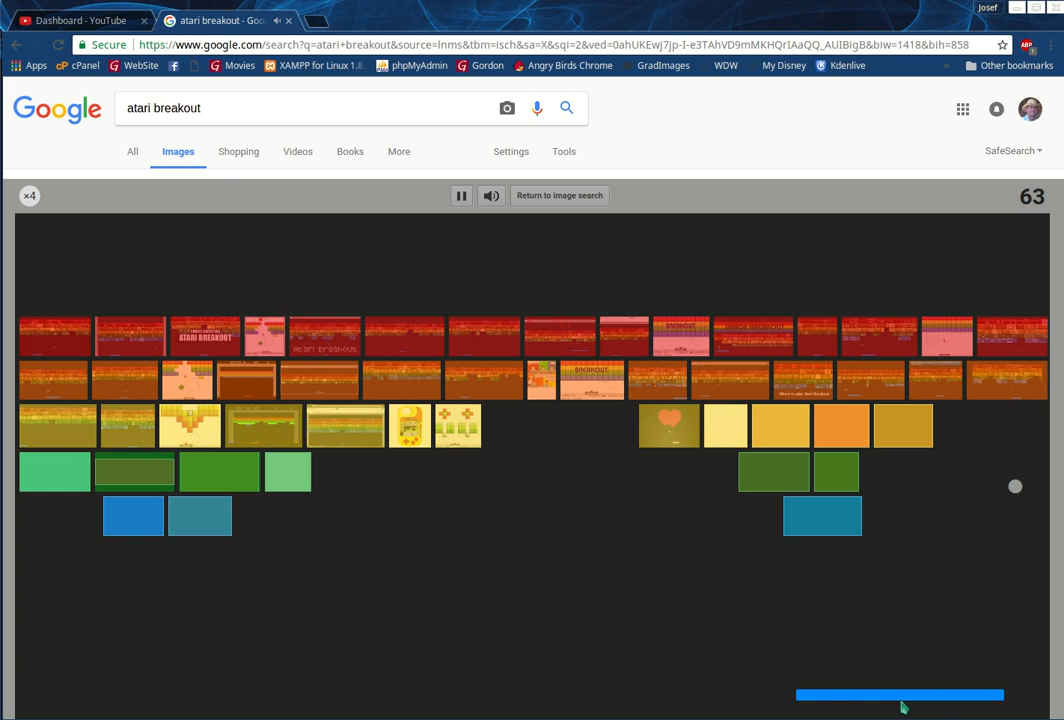 Josef
Dashboard - YouTube
atari breakout - Goo
Secure https://www.google.com/search?q=atari+breakout&source=lnms&tbm=isch&sa=X&sqi=2&ved=0ahUKEwj7jp-I-e3TAhVD9mMKHQrIAaQQ_AUIBigB&biw=1418&bih=858
Apps cPanel WebSite Movies XAMPP for Linux 1.8. phpMyAdmin Gordon Angry Birds Chrome GradImages WDW My Disney Kdenlive » Other bookmarks
Google atari breakout
All Images Shopping Videos Books More Settings Tools SafeSearch
×4 Return to image search 63
ATARI BREAKOUT
Atari Breakout
BREAKOUT
BREAKOUT